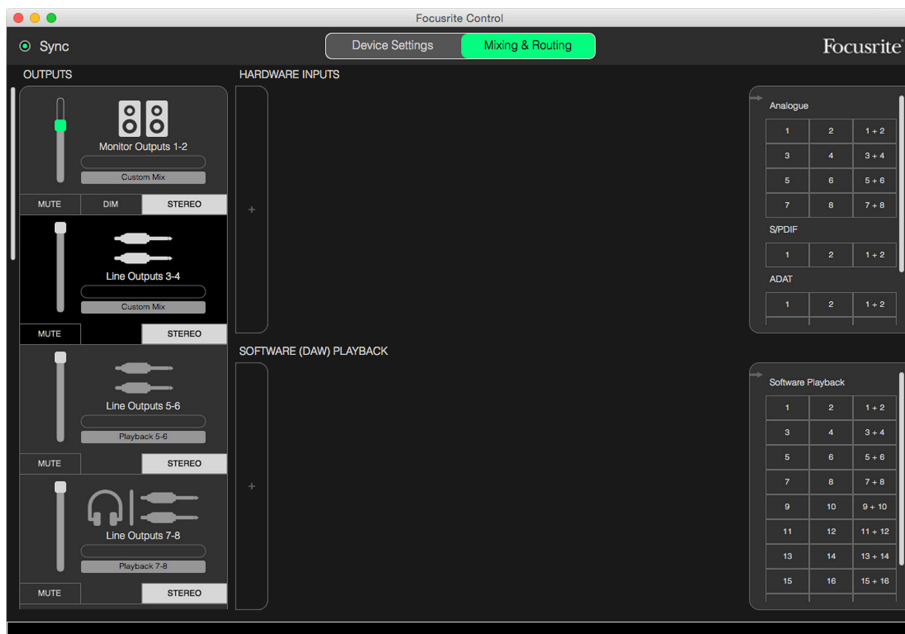 Focusrite Control
Sync
Device Settings
Mixing & Routing
Focusrite
OUTPUTS
Monitor Outputs 1-2
Custom Mix
MUTE DIM STEREO
Line Outputs 3-4
Custom Mix
MUTE STEREO
Line Outputs 5-6
Playback 5-6
MUTE STEREO
Line Outputs 7-8
Playback 7-8
MUTE STEREO
HARDWARE INPUTS
+
SOFTWARE (DAW) PLAYBACK
+
Analogue
1 2 1 + 2
3 4 3 + 4
5 6 5 + 6
7 8 7 + 8
S/PDIF
1 2 1 + 2
ADAT
1 2 1 + 2
Software Playback
1 2 1 + 2
3 4 3 + 4
5 6 5 + 6
7 8 7 + 8
9 10 9 + 10
11 12 11 + 12
13 14 13 + 14
15 16 15 + 16